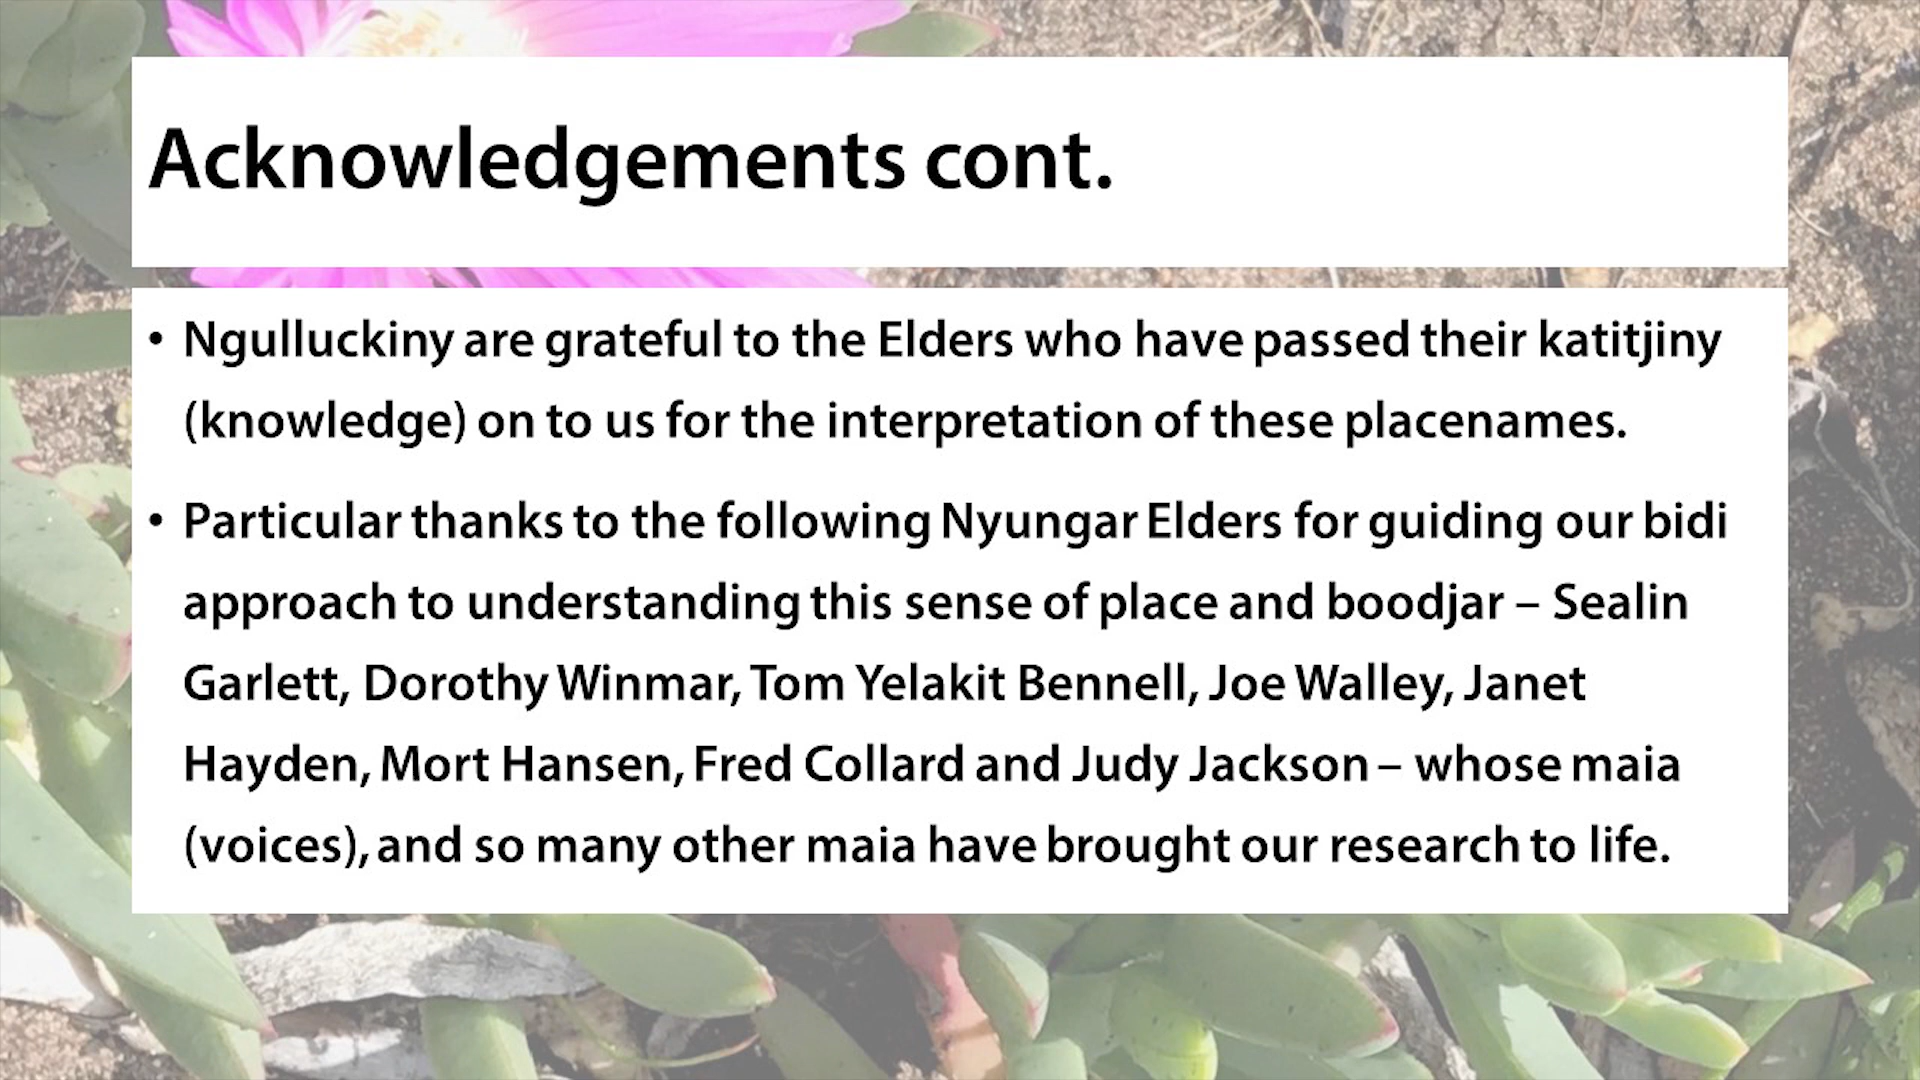 Acknowledgements cont.
• Ngulluckiny are grateful to the Elders who have passed their katitjiny
(knowledge) on to us for the interpretation of these placenames.
• Particular thanks to the following Nyungar Elders for guiding our bidi
approach to understanding this sense of place and boodjar – Sealin
Garlett, Dorothy Winmar, Tom Yelakit Bennell, Joe Walley, Janet
Hayden, Mort Hansen, Fred Collard and Judy Jackson – whose maia
(voices), and so many other maia have brought our research to life.